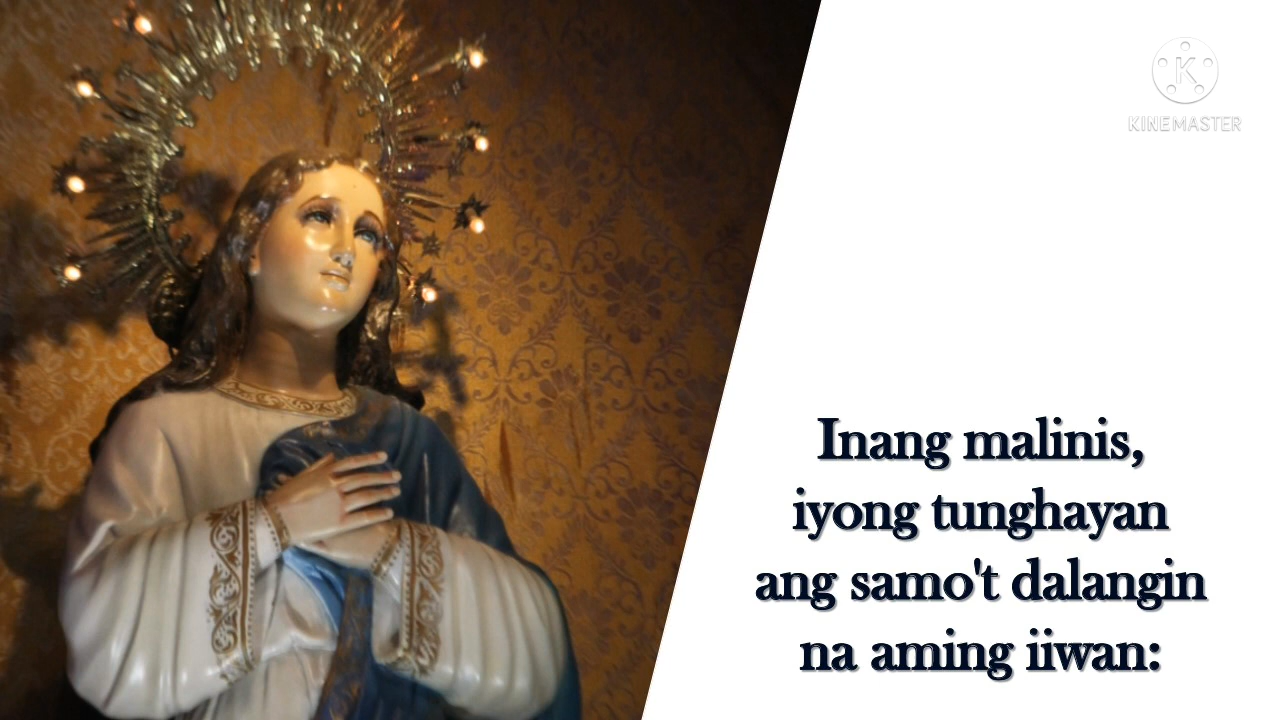 KINEMASTER
Inang malinis,
iyong tunghayan
ang samo't dalangin
na aming iiwan: